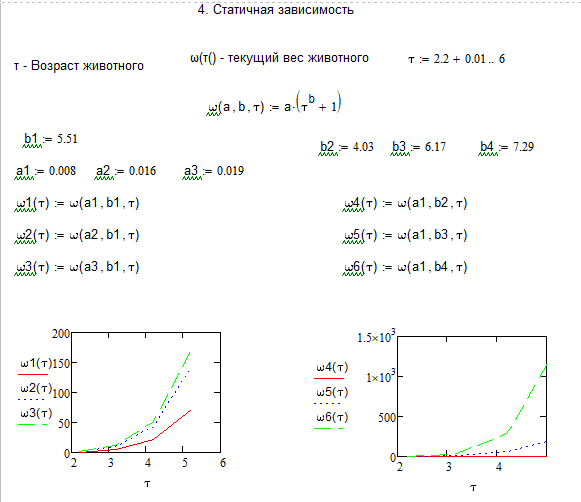 4. Статичная зависимость
τ - Возраст животного
ω(τ() - текущий вес животного
τ := 2.2 + 0.01 .. 6
ω(a , b , τ) := a·(τ^b + 1)
b1 := 5.51
b2 := 4.03 b3 := 6.17 b4 := 7.29
a1 := 0.008 a2 := 0.016 a3 := 0.019
ω1(τ) := ω(a1 , b1 , τ)
ω4(τ) := ω(a1 , b2 , τ)
ω2(τ) := ω(a2 , b1 , τ)
ω5(τ) := ω(a1 , b3 , τ)
ω3(τ) := ω(a3 , b1 , τ)
ω6(τ) := ω(a1 , b4 , τ)
200
150
100
50
0
ω1(τ)
ω2(τ)
ω3(τ)
2 3 4 5 6
τ
1.5×10^3
1×10^3
500
0
ω4(τ)
ω5(τ)
ω6(τ)
2 3 4
τ